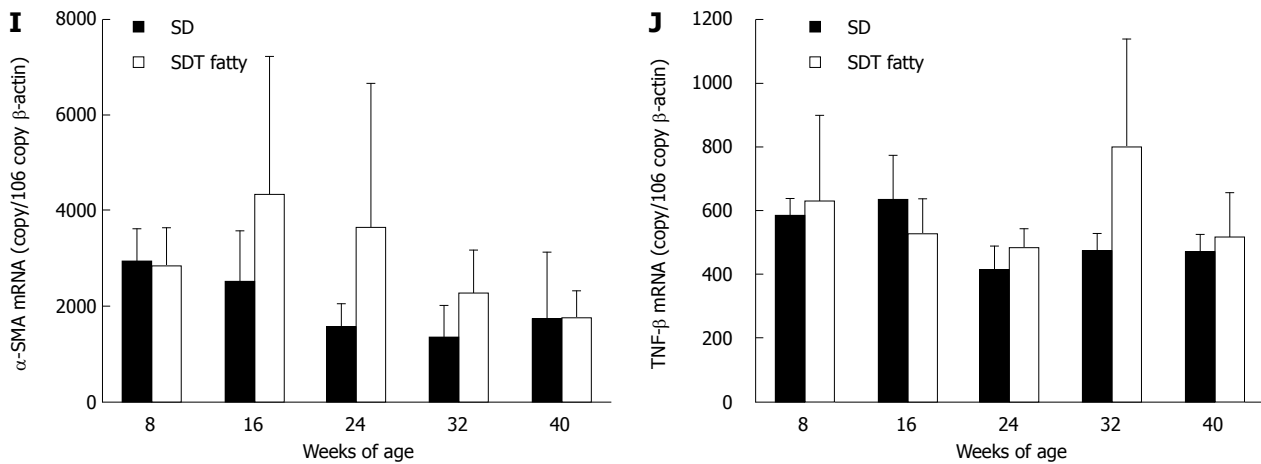 I
SD
SDT fatty
α-SMA mRNA (copy/106 copy β-actin)
8000
6000
4000
2000
0
8 16 24 32 40
Weeks of age
J
SD
SDT fatty
TNF-β mRNA (copy/106 copy β-actin)
1200
1000
800
600
400
200
0
8 16 24 32 40
Weeks of age